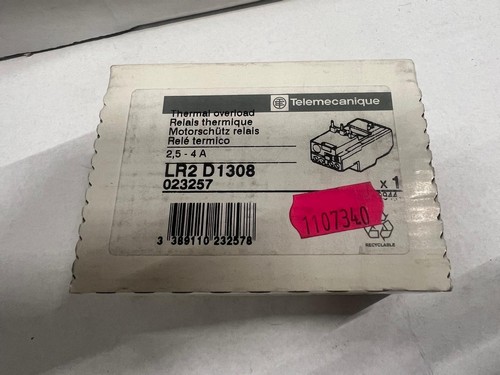 Telemecanique
Thermal overload
Relais thermique
Motorschütz relais
Relé termico
2,5 - 4 A
LR2 D1308
023257
x 1
1107340
3 389110 232578
RECYCLABLE